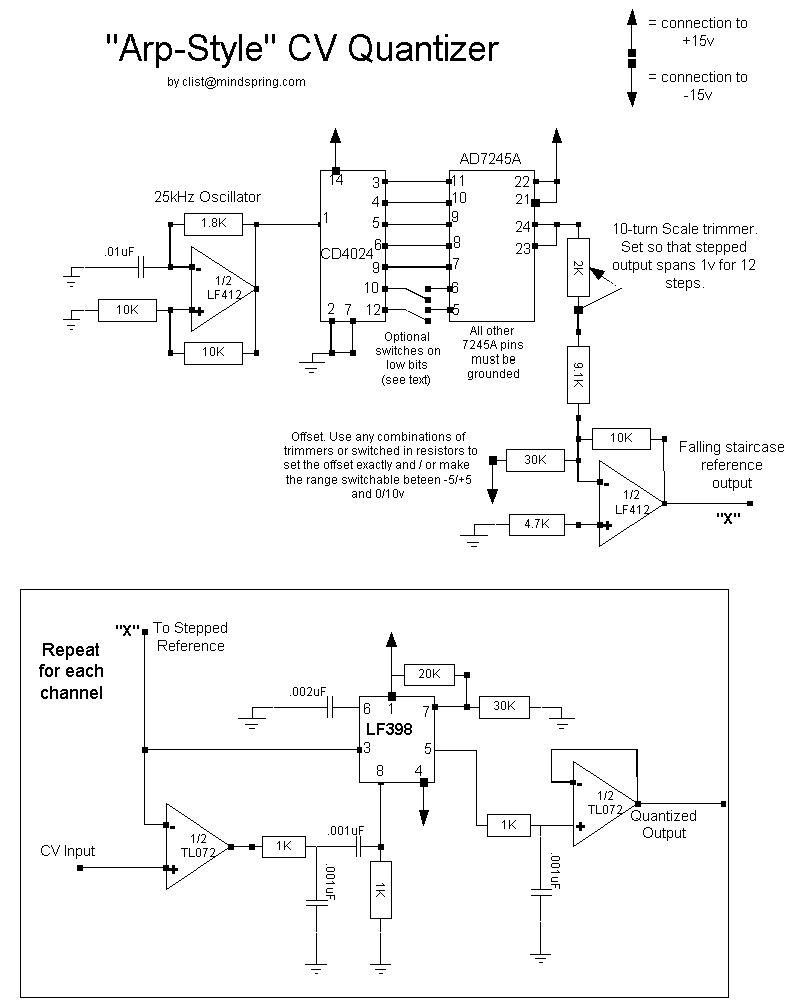 "Arp-Style" CV Quantizer
by clist@mindspring.com
= connection to
+15v
= connection to
-15v
25kHz Oscillator
1.8K
.01uF
-
+
1/2
LF412
10K
10K
14
1
CD4024
3
4
5
6
9
10
12
2 7
AD7245A
11
10
9
8
7
6
5
22
21
24
23
Optional
switches on
low bits
(see text)
All other
7245A pins
must be
grounded
10-turn Scale trimmer.
Set so that stepped
output spans 1v for 12
steps.
2K
9.1K
Offset. Use any combinations of
trimmers or switched in resistors to
set the offset exactly and / or make
the range switchable beteen -5/+5
and 0/10v
10K
30K
4.7K
-
+
1/2
LF412
Falling staircase
reference
output
"X"
Repeat
for each
channel
"X"
To Stepped
Reference
.002uF
20K
30K
6 1 7
LF398
3 5
8 4
CV Input
-
+
1/2
TL072
1K
.001uF
.001uF
1K
1K
.001uF
-
+
1/2
TL072
Quantized
Output